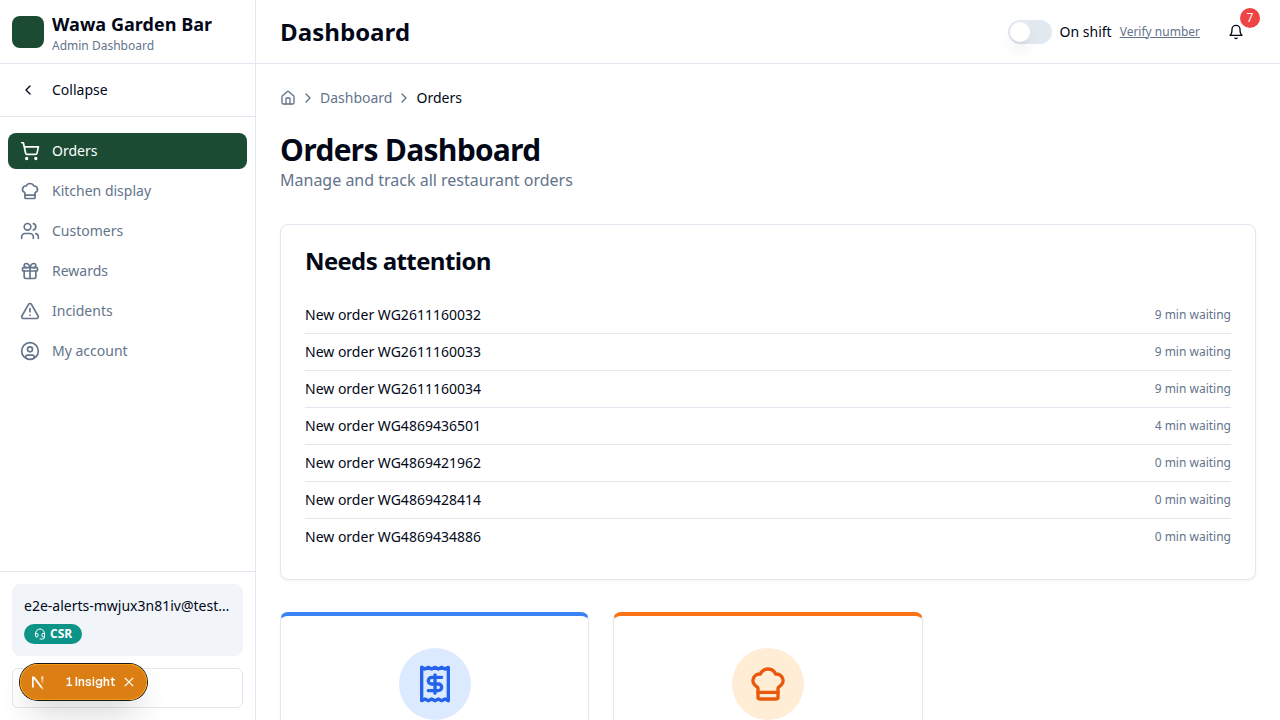 Wawa Garden Bar
Admin Dashboard
Collapse
Orders
Kitchen display
Customers
Rewards
Incidents
My account
e2e-alerts-mwjux3n81iv@test...
CSR
1 Insight
Dashboard
On shift
Verify number
7
Dashboard
Orders
Orders Dashboard
Manage and track all restaurant orders
Needs attention
New order WG2611160032 9 min waiting
New order WG2611160033 9 min waiting
New order WG2611160034 9 min waiting
New order WG4869436501 4 min waiting
New order WG4869421962 0 min waiting
New order WG4869428414 0 min waiting
New order WG4869434886 0 min waiting